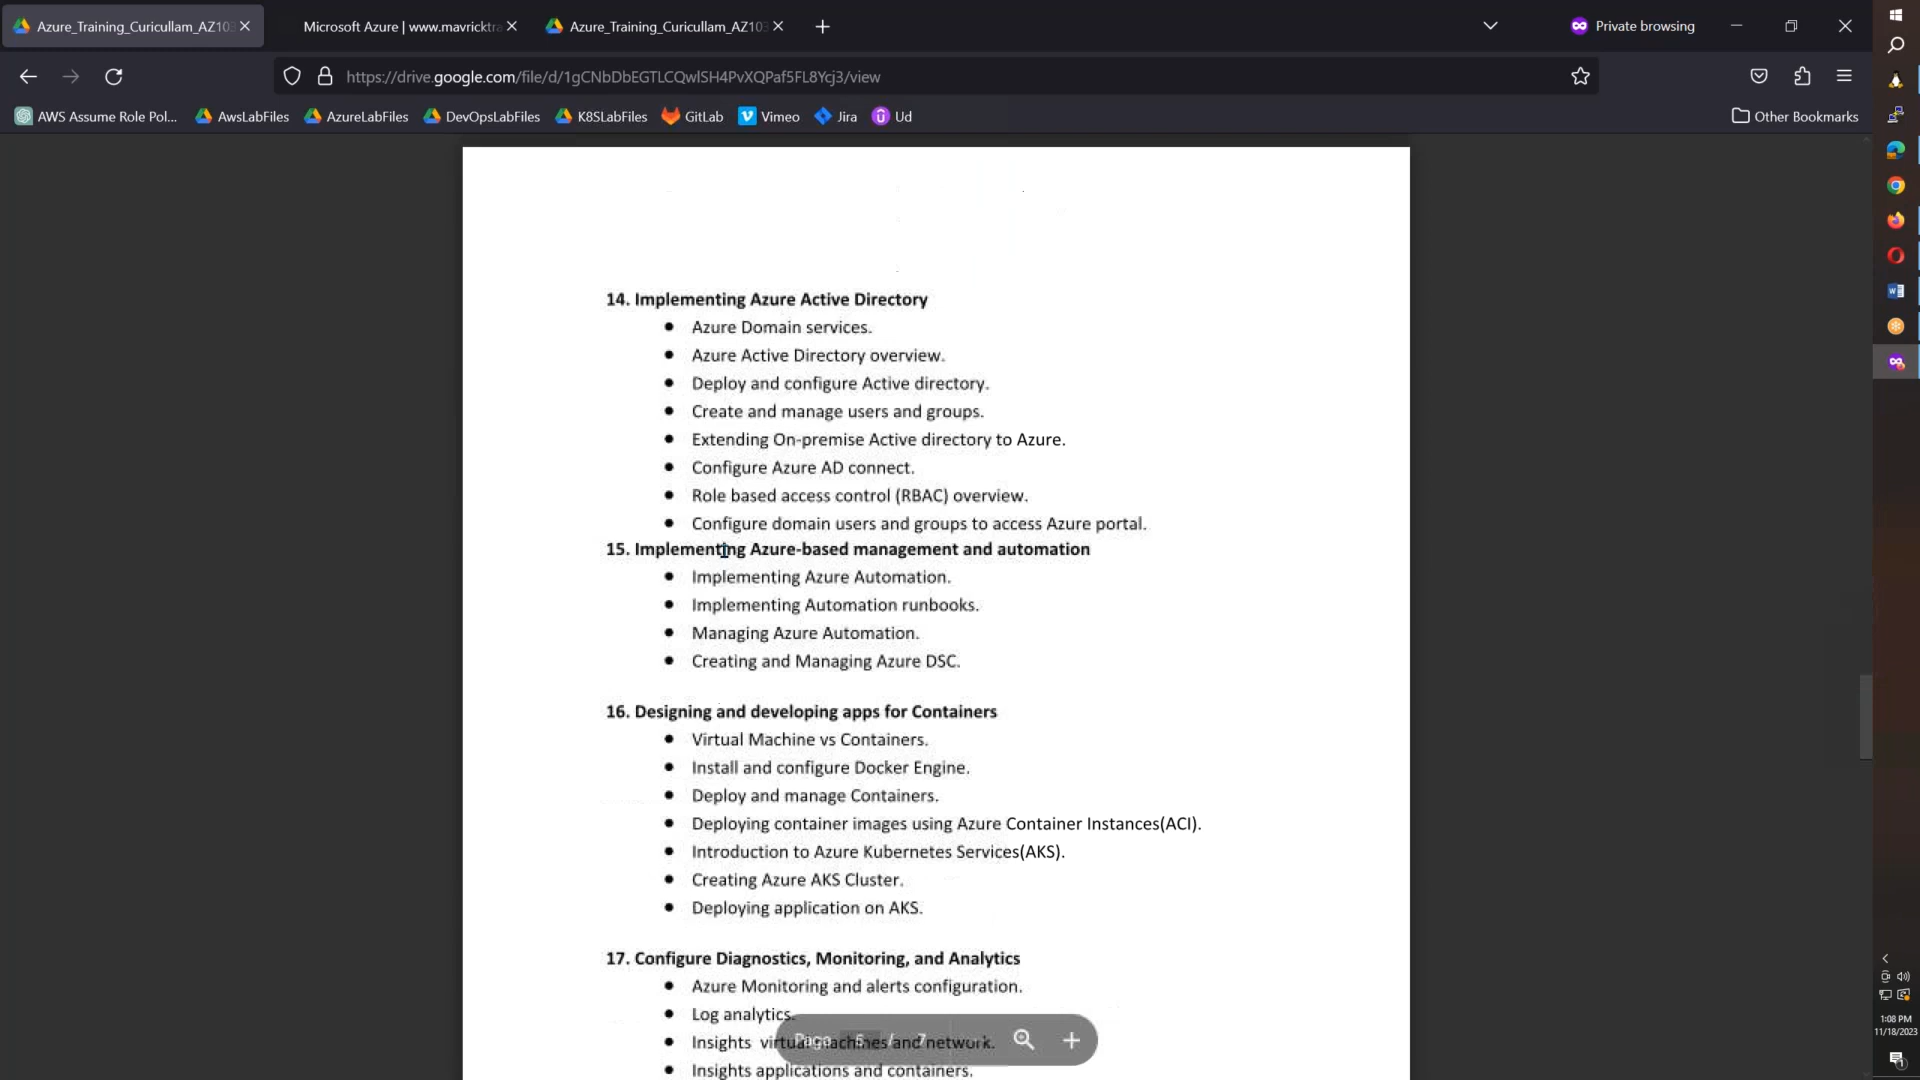 Azure_Training_Curicullam_AZ103
Microsoft Azure | www.mavricktra
Azure_Training_Curicullam_AZ103
Private browsing
https://drive.google.com/file/d/1gCNbDbEGTLCQwlSH4PvXQPaf5FL8Ycj3/view
AWS Assume Role Pol...
AwsLabFiles
AzureLabFiles
DevOpsLabFiles
K8SLabFiles
GitLab
Vimeo
Jira
Ud
Other Bookmarks
14. Implementing Azure Active Directory
● Azure Domain services.
● Azure Active Directory overview.
● Deploy and configure Active directory.
● Create and manage users and groups.
● Extending On-premise Active directory to Azure.
● Configure Azure AD connect.
● Role based access control (RBAC) overview.
● Configure domain users and groups to access Azure portal.
15. Implementing Azure-based management and automation
● Implementing Azure Automation.
● Implementing Automation runbooks.
● Managing Azure Automation.
● Creating and Managing Azure DSC.
16. Designing and developing apps for Containers
● Virtual Machine vs Containers.
● Install and configure Docker Engine.
● Deploy and manage Containers.
● Deploying container images using Azure Container Instances(ACI).
● Introduction to Azure Kubernetes Services(AKS).
● Creating Azure AKS Cluster.
● Deploying application on AKS.
17. Configure Diagnostics, Monitoring, and Analytics
● Azure Monitoring and alerts configuration.
● Log analytics.
● Insights virtual machines and network.
● Insights applications and containers.
Page 6 / 7
1:08 PM
11/18/2023